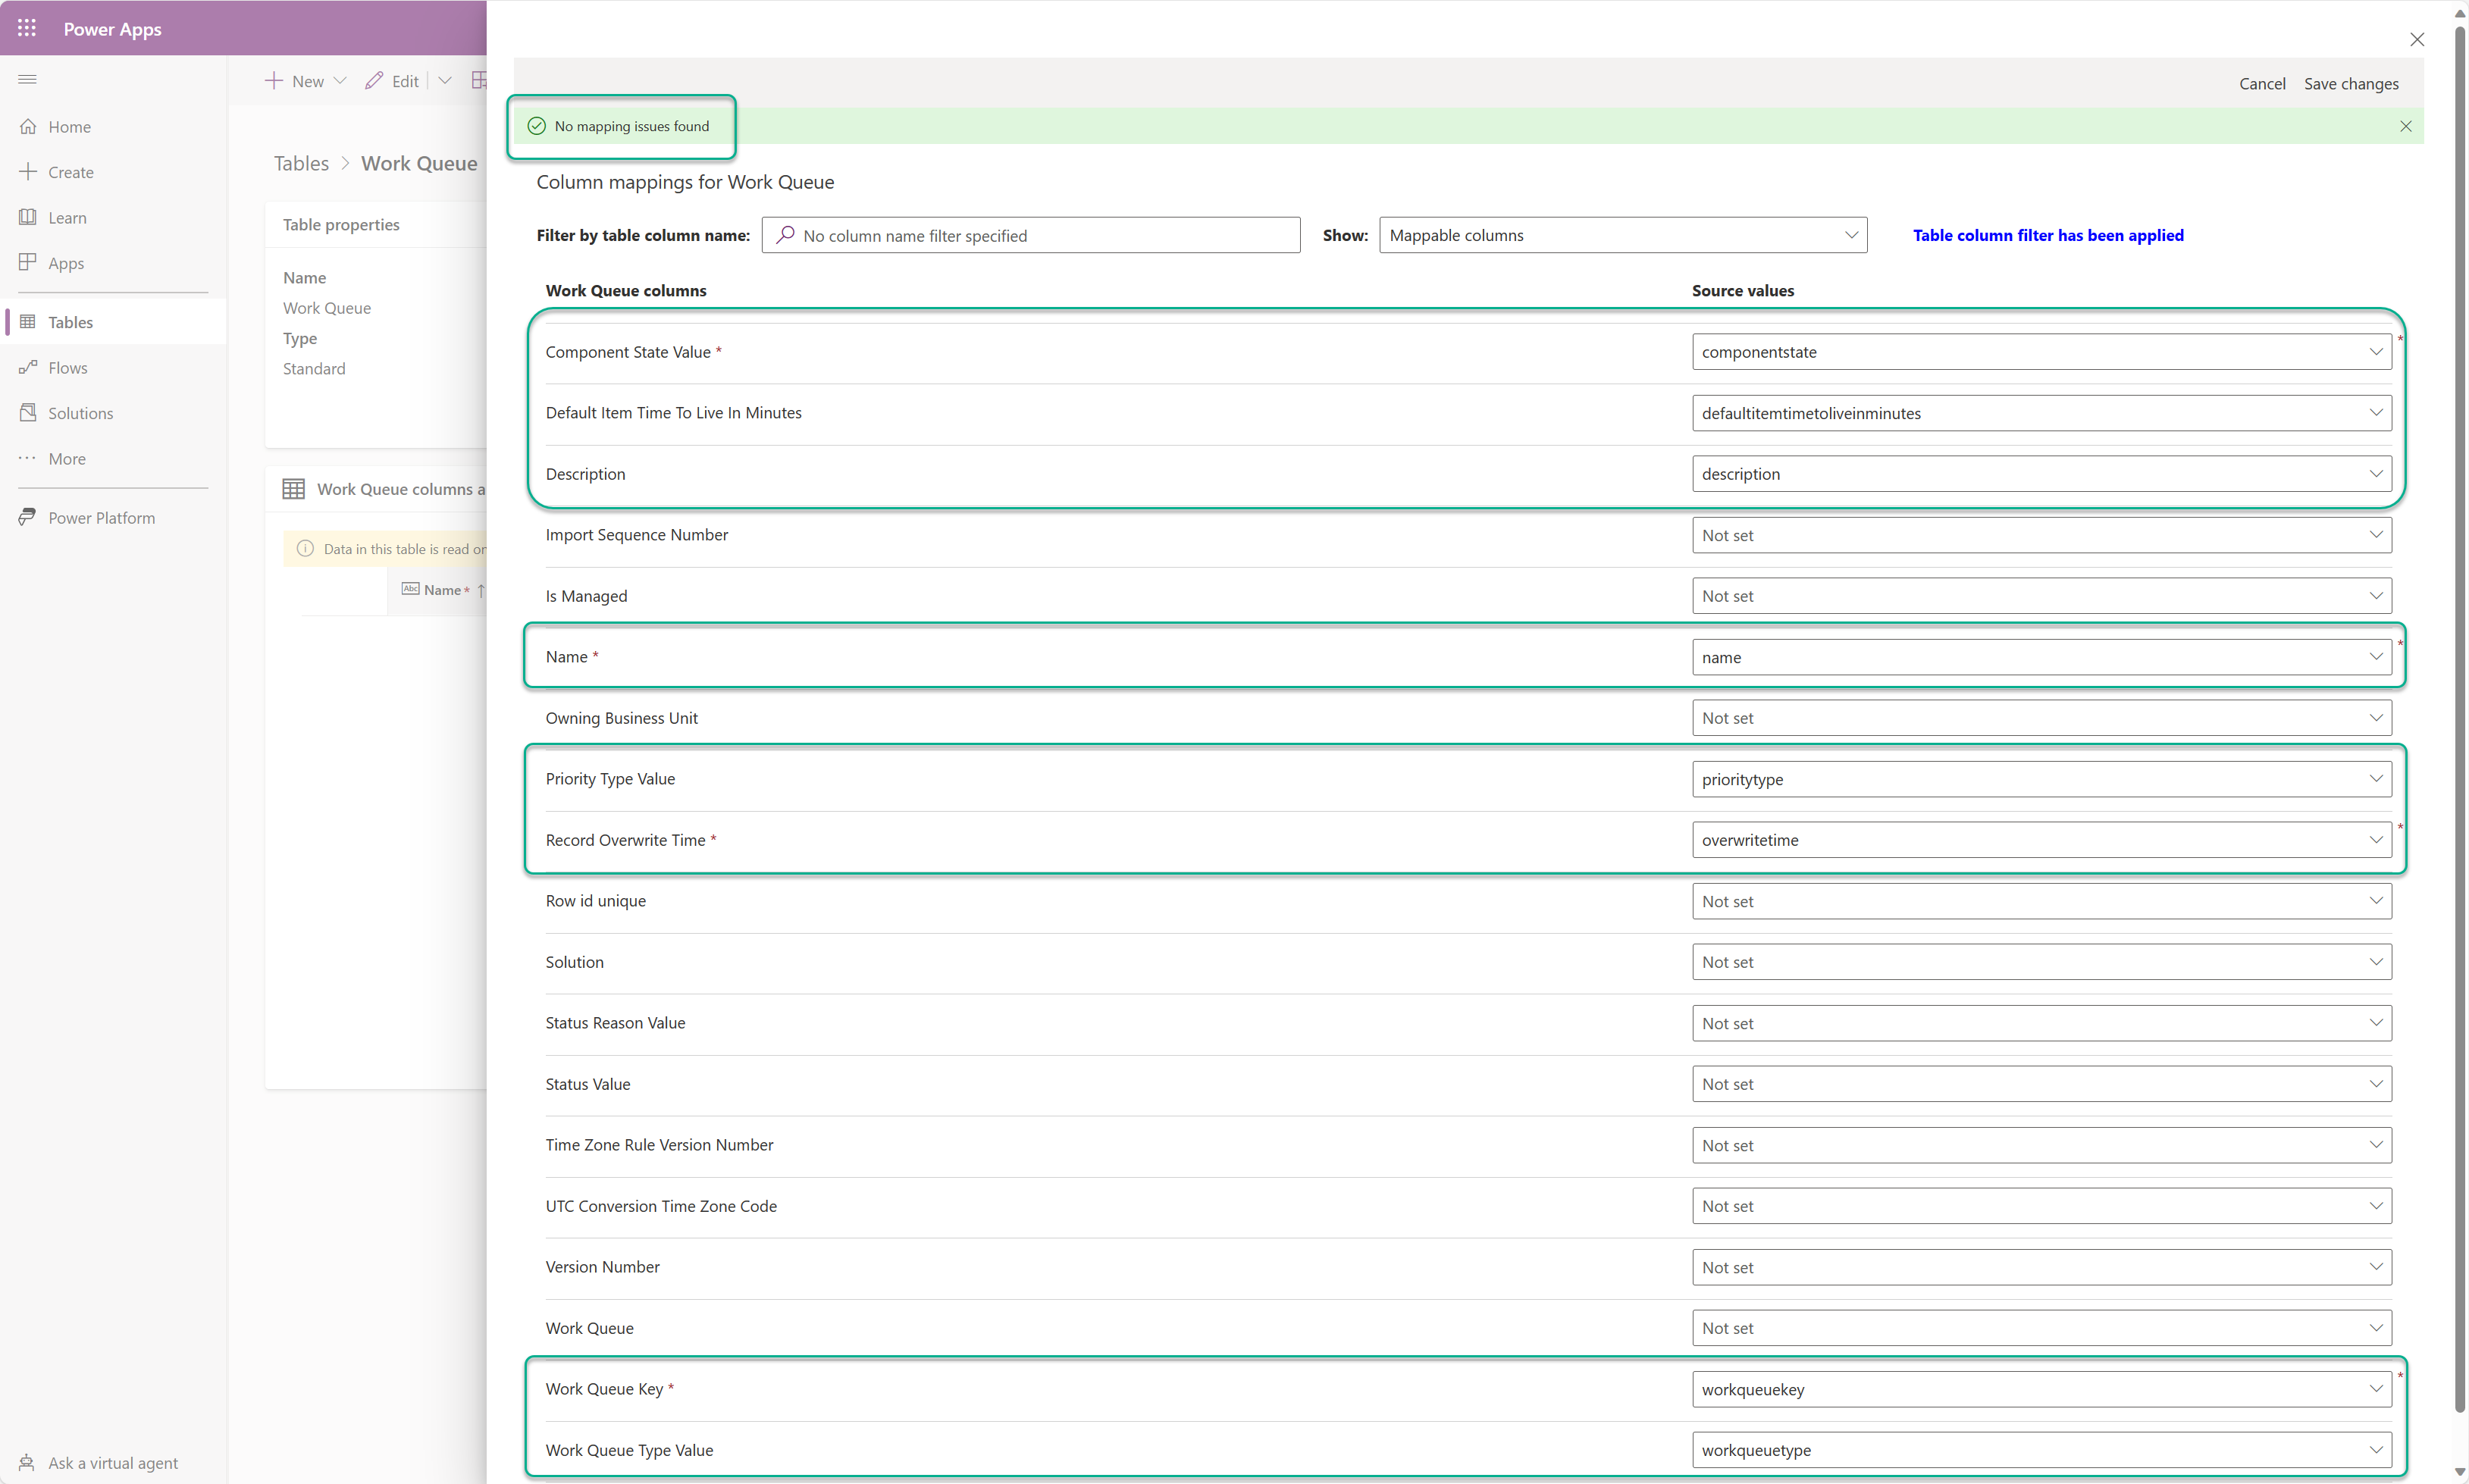 Power Apps
New
Edit
Home
Create
Learn
Apps
Tables
Flows
Solutions
More
Power Platform
Ask a virtual agent
Tables > Work Queue
Table properties
Name
Work Queue
Type
Standard
Work Queue columns a
Data in this table is read on
Abc Name * ↑
Cancel Save changes
No mapping issues found
Column mappings for Work Queue
Filter by table column name: No column name filter specified Show: Mappable columns Table column filter has been applied
Work Queue columns Source values
Component State Value * componentstate *
Default Item Time To Live In Minutes defaultitemtimetoliveinminutes
Description description
Import Sequence Number Not set
Is Managed Not set
Name * name *
Owning Business Unit Not set
Priority Type Value prioritytype
Record Overwrite Time * overwritetime *
Row id unique Not set
Solution Not set
Status Reason Value Not set
Status Value Not set
Time Zone Rule Version Number Not set
UTC Conversion Time Zone Code Not set
Version Number Not set
Work Queue Not set
Work Queue Key * workqueuekey *
Work Queue Type Value workqueuetype